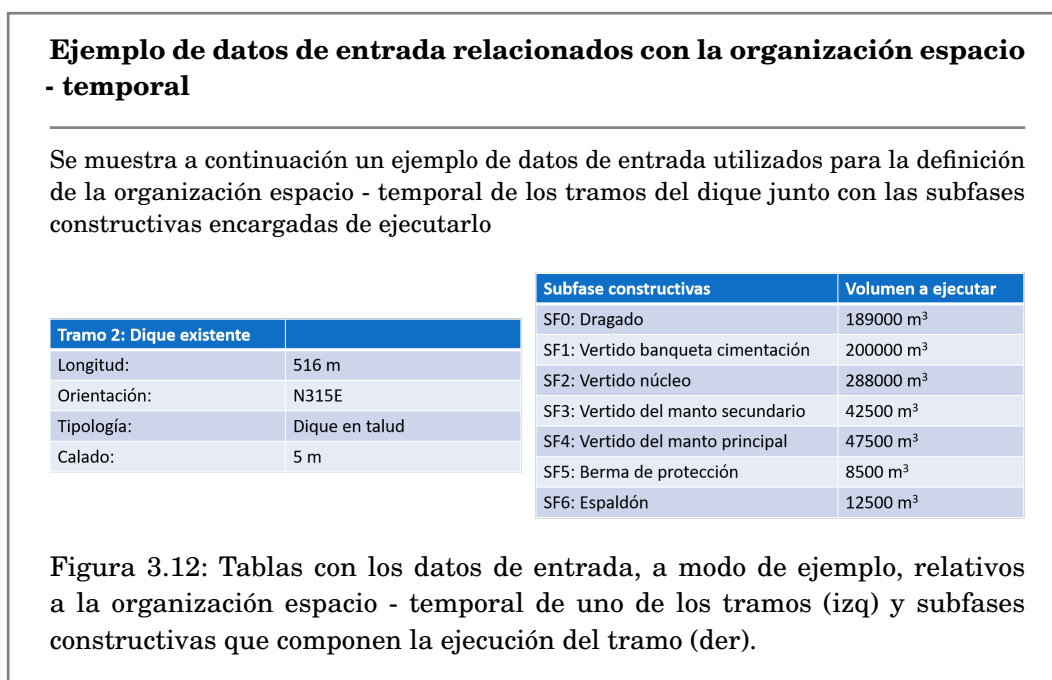 Ejemplo de datos de entrada relacionados con la organización espacio
- temporal
Se muestra a continuación un ejemplo de datos de entrada utilizados para la definición
de la organización espacio - temporal de los tramos del dique junto con las subfases
constructivas encargadas de ejecutarlo
Tramo 2: Dique existente
Longitud: 516 m
Orientación: N315E
Tipología: Dique en talud
Calado: 5 m
Subfase constructivas Volumen a ejecutar
SF0: Dragado 189000 m³
SF1: Vertido banqueta cimentación 200000 m³
SF2: Vertido núcleo 288000 m³
SF3: Vertido del manto secundario 42500 m³
SF4: Vertido del manto principal 47500 m³
SF5: Berma de protección 8500 m³
SF6: Espaldón 12500 m³
Figura 3.12: Tablas con los datos de entrada, a modo de ejemplo, relativos
a la organización espacio - temporal de uno de los tramos (izq) y subfases
constructivas que componen la ejecución del tramo (der).